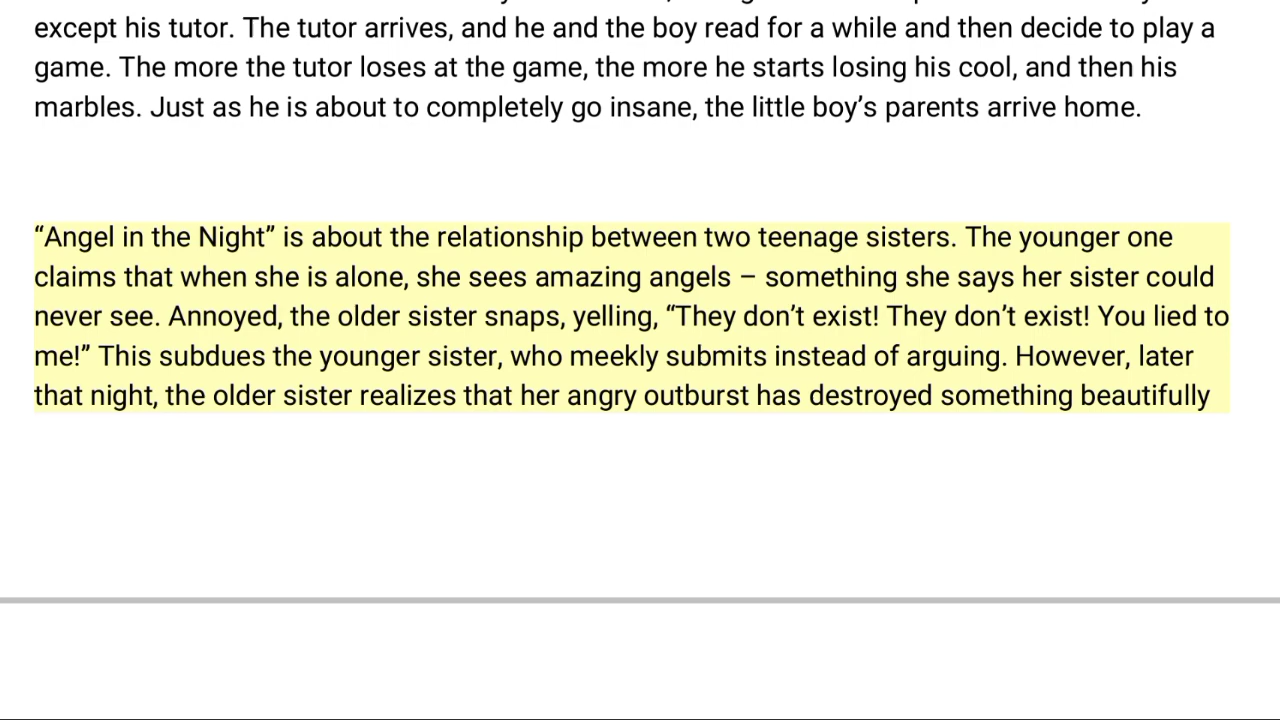 except his tutor. The tutor arrives, and he and the boy read for a while and then decide to play a
game. The more the tutor loses at the game, the more he starts losing his cool, and then his
marbles. Just as he is about to completely go insane, the little boy’s parents arrive home.
“Angel in the Night” is about the relationship between two teenage sisters. The younger one
claims that when she is alone, she sees amazing angels – something she says her sister could
never see. Annoyed, the older sister snaps, yelling, “They don’t exist! They don’t exist! You lied to
me!” This subdues the younger sister, who meekly submits instead of arguing. However, later
that night, the older sister realizes that her angry outburst has destroyed something beautifully